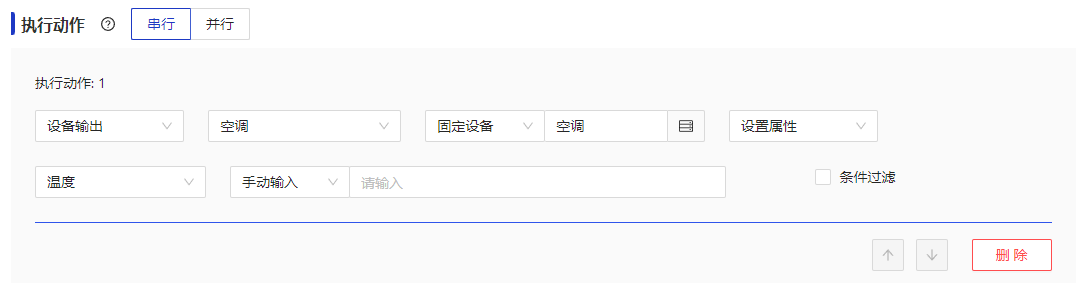 执行动作 串行 并行
执行动作: 1
设备输出 空调 固定设备 空调 设置属性
温度 手动输入 请输入 条件过滤
删 除